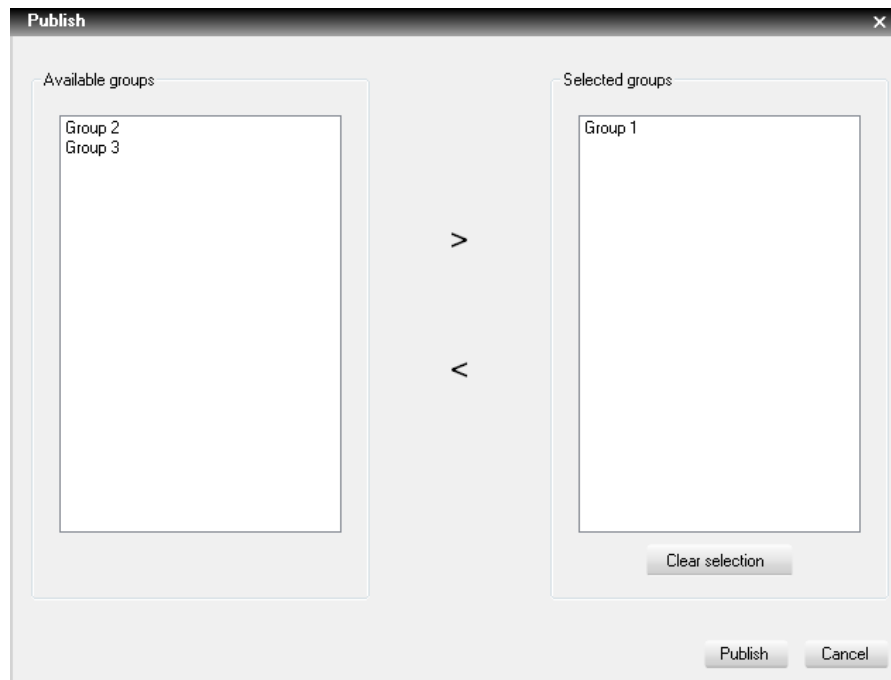 Publish
Available groups
Selected groups
Group 2
Group 3
Group 1
>
<
Clear selection
Publish
Cancel